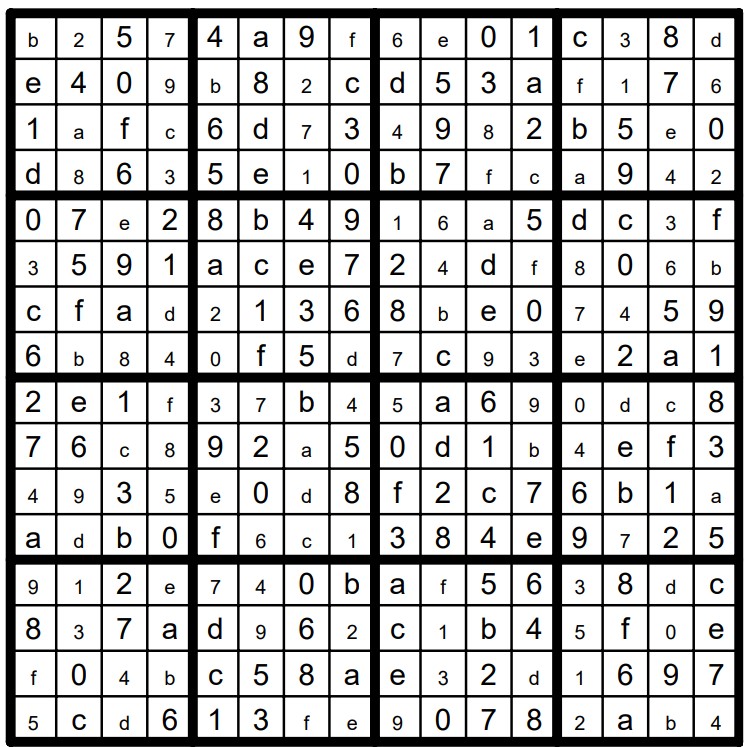 b 2 5 7 4 a 9 f 6 e 0 1 c 3 8 d
e 4 0 9 b 8 2 c d 5 3 a f 1 7 6
1 a f c 6 d 7 3 4 9 8 2 b 5 e 0
d 8 6 3 5 e 1 0 b 7 f c a 9 4 2
0 7 e 2 8 b 4 9 1 6 a 5 d c 3 f
3 5 9 1 a c e 7 2 4 d f 8 0 6 b
c f a d 2 1 3 6 8 b e 0 7 4 5 9
6 b 8 4 0 f 5 d 7 c 9 3 e 2 a 1
2 e 1 f 3 7 b 4 5 a 6 9 0 d c 8
7 6 c 8 9 2 a 5 0 d 1 b 4 e f 3
4 9 3 5 e 0 d 8 f 2 c 7 6 b 1 a
a d b 0 f 6 c 1 3 8 4 e 9 7 2 5
9 1 2 e 7 4 0 b a f 5 6 3 8 d c
8 3 7 a d 9 6 2 c 1 b 4 5 f 0 e
f 0 4 b c 5 8 a e 3 2 d 1 6 9 7
5 c d 6 1 3 f e 9 0 7 8 2 a b 4